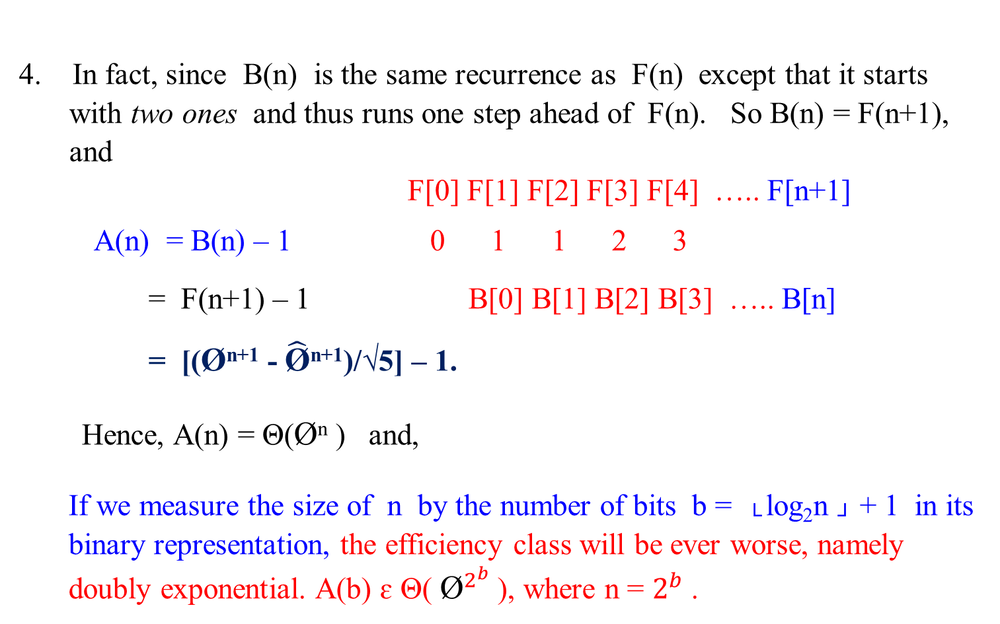 4. In fact, since B(n) is the same recurrence as F(n) except that it starts
with two ones and thus runs one step ahead of F(n). So B(n) = F(n+1),
and
F[0] F[1] F[2] F[3] F[4] ..... F[n+1]
A(n) = B(n) – 1 0 1 1 2 3
= F(n+1) – 1 B[0] B[1] B[2] B[3] ..... B[n]
= [(Øⁿ⁺¹ - Ø̂ⁿ⁺¹)/√5] – 1.
Hence, A(n) = Θ(Øⁿ ) and,
If we measure the size of n by the number of bits b = ⌞log₂n ⌟ + 1 in its
binary representation, the efficiency class will be ever worse, namely
doubly exponential. A(b) ε Θ( Ø^2^b ), where n = 2^b .